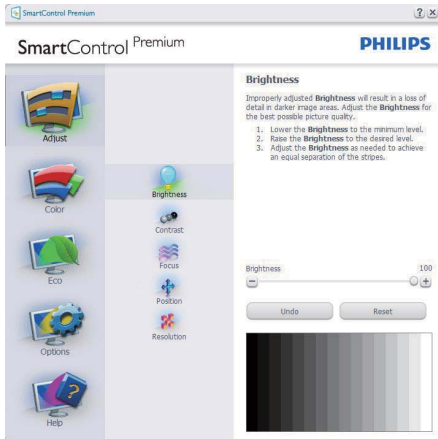 SmartControl Premium
SmartControl Premium
PHILIPS
Adjust
Color
Eco
Options
Help
Brightness
Contrast
Focus
Position
Resolution
Brightness
Improperly adjusted Brightness will result in a loss of
detail in darker image areas. Adjust the Brightness for
the best possible picture quality.
1. Lower the Brightness to the minimum level.
2. Raise the Brightness to the desired level.
3. Adjust the Brightness as needed to achieve
an equal separation of the stripes.
Brightness 100
Undo Reset